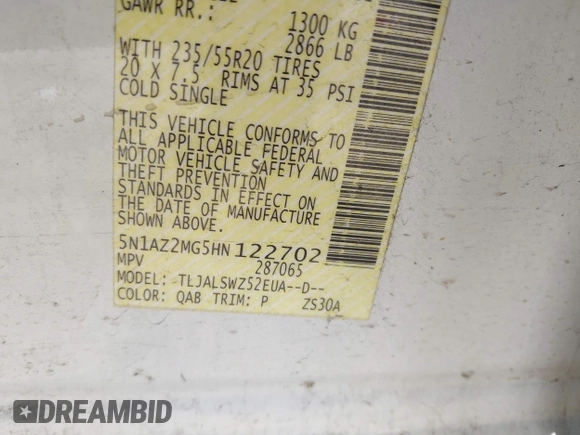 GAWR RR.:
1300 KG
2866 LB
WITH 235/55R20 TIRES
20 X 7.5 RIMS AT 35 PSI
COLD SINGLE
THIS VEHICLE CONFORMS TO
ALL APPLICABLE FEDERAL
MOTOR VEHICLE SAFETY AND
THEFT PREVENTION
STANDARDS IN EFFECT ON
THE DATE OF MANUFACTURE
SHOWN ABOVE.
5N1AZ2MG5HN122702
MPV 287065
MODEL: TLJALSWZ52EUA--D--
COLOR: QAB TRIM: P ZS30A
DREAMBID